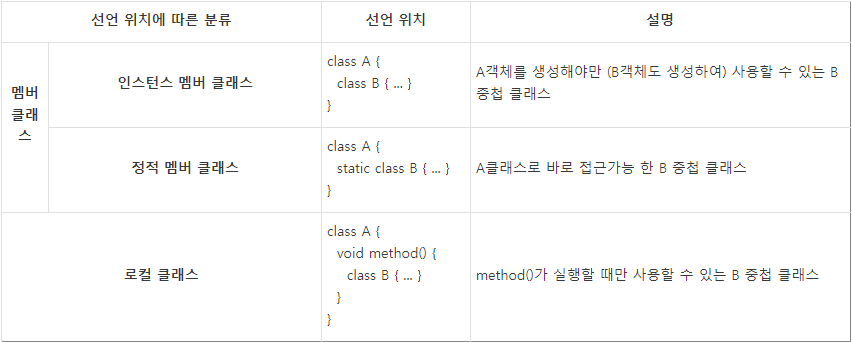 선언 위치에 따른 분류
선언 위치
설명
멤버
클래
스
인스턴스 멤버 클래스
class A {
class B { ... }
}
A객체를 생성해야만 (B객체도 생성하여) 사용할 수 있는 B
중첩 클래스
정적 멤버 클래스
class A {
static class B { ... }
}
A클래스로 바로 접근가능 한 B 중첩 클래스
로컬 클래스
class A {
void method() {
class B { ... }
}
}
method()가 실행할 때만 사용할 수 있는 B 중첩 클래스